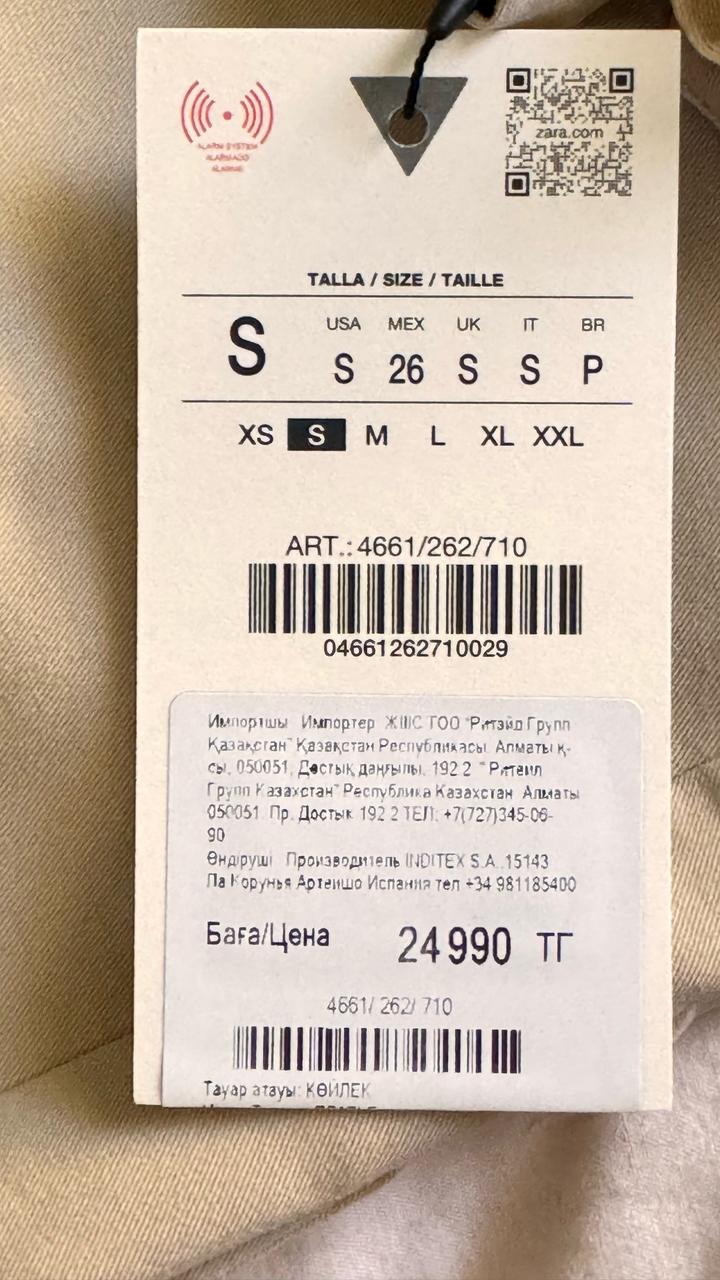 ALARM SYSTEM
ALARMADO
ALARME
zara.com
TALLA / SIZE / TAILLE
S
USA MEX UK IT BR
S 26 S S P
XS S M L XL XXL
ART.: 4661/262/710
04661262710029
Импортшы Импортер ЖШС ТОО "Ритэйл Групп
Қазақстан" Қазақстан Республикасы. Алматы қ-
сы, 050051, Достық даңғылы, 192 2 " Ритеил
Групп Казахстан" Республика Казахстан Алматы
050051 Пр. Достык 192 2 ТЕЛ: +7(727)345-06-
90
Өндіруші Производитель INDITEX S.A. 15143
Ла Корунья Артеишо Испания тел +34 981185400
Баға/Цена 24 990 ТГ
4661/ 262/ 710
Тауар атауы: КӨЙЛЕК